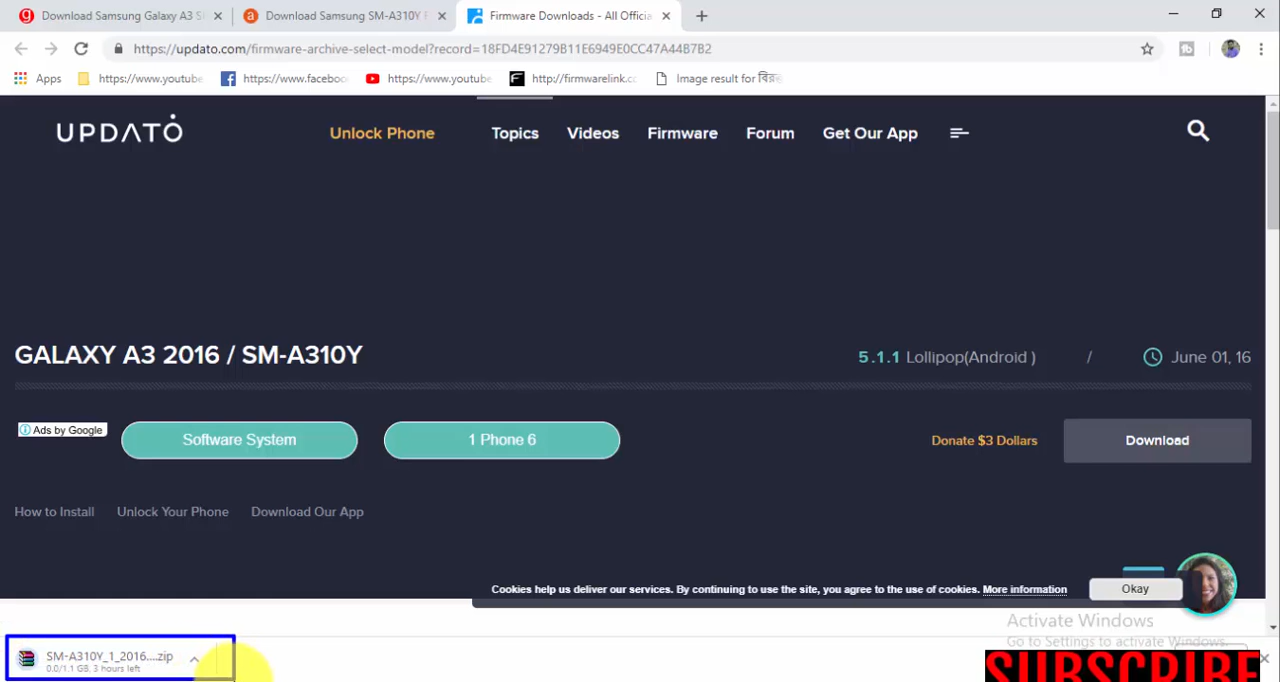 Download Samsung Galaxy A3 S
Download Samsung SM-A310Y F
Firmware Downloads - All Officia
https://updato.com/firmware-archive-select-model?record=18FD4E91279B11E6949E0CC47A44B7B2
Apps
https://www.youtube
https://www.faceboo
https://www.youtube
http://firmwarelink.cc
Image result for বির
UPDATO
Unlock Phone
Topics
Videos
Firmware
Forum
Get Our App
GALAXY A3 2016 / SM-A310Y
5.1.1 Lollipop(Android ) / June 01, 16
Ads by Google
Software System
1 Phone 6
Donate $3 Dollars
Download
How to Install
Unlock Your Phone
Download Our App
Cookies help us deliver our services. By continuing to use the site, you agree to the use of cookies. More information
Okay
Activate Windows
Go to Settings to activate Windows.
SM-A310Y_1_2016....zip
0.0/1.1 GB, 3 hours left
SUBSCRIBE